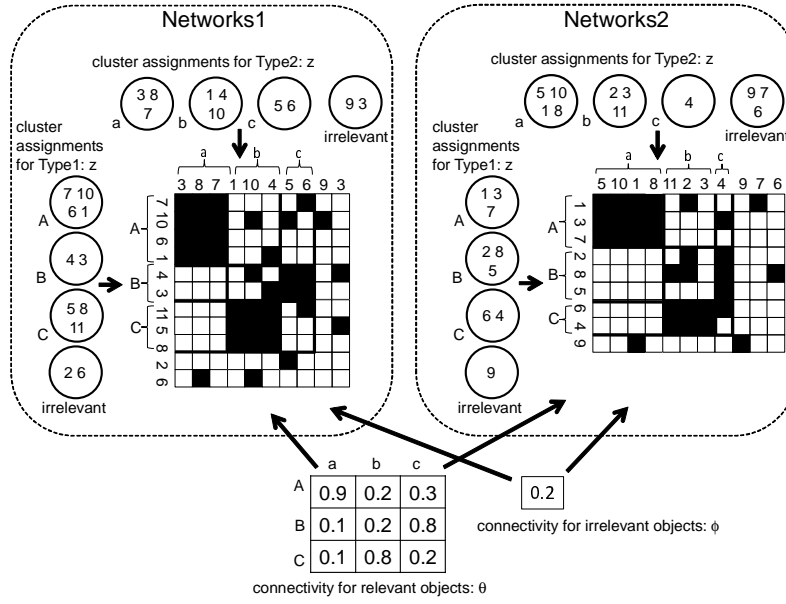 Networks1
cluster assignments for Type2: z
3 8
7
1 4
10
5 6
9 3
a
b
c
irrelevant
cluster
assignments
for Type1: z
7 10
6 1
A
4 3
B
5 8
11
C
2 6
irrelevant
a b c
3 8 7 1 10 4 5 6 9 3
A
B
C
7
10
6
1
4
3
11
5
8
2
6
Networks2
cluster assignments for Type2: z
5 10
1 8
2 3
11
4
9 7
6
a
b
c
irrelevant
cluster
assignments
for Type1: z
1 3
7
A
2 8
5
B
6 4
C
9
irrelevant
a b c
5 10 1 8 11 2 3 4 9 7 6
A
B
C
1
3
7
2
8
5
6
4
9
a b c
A 0.9 0.2 0.3
B 0.1 0.2 0.8
C 0.1 0.8 0.2
connectivity for relevant objects: θ
0.2
connectivity for irrelevant objects: ϕ